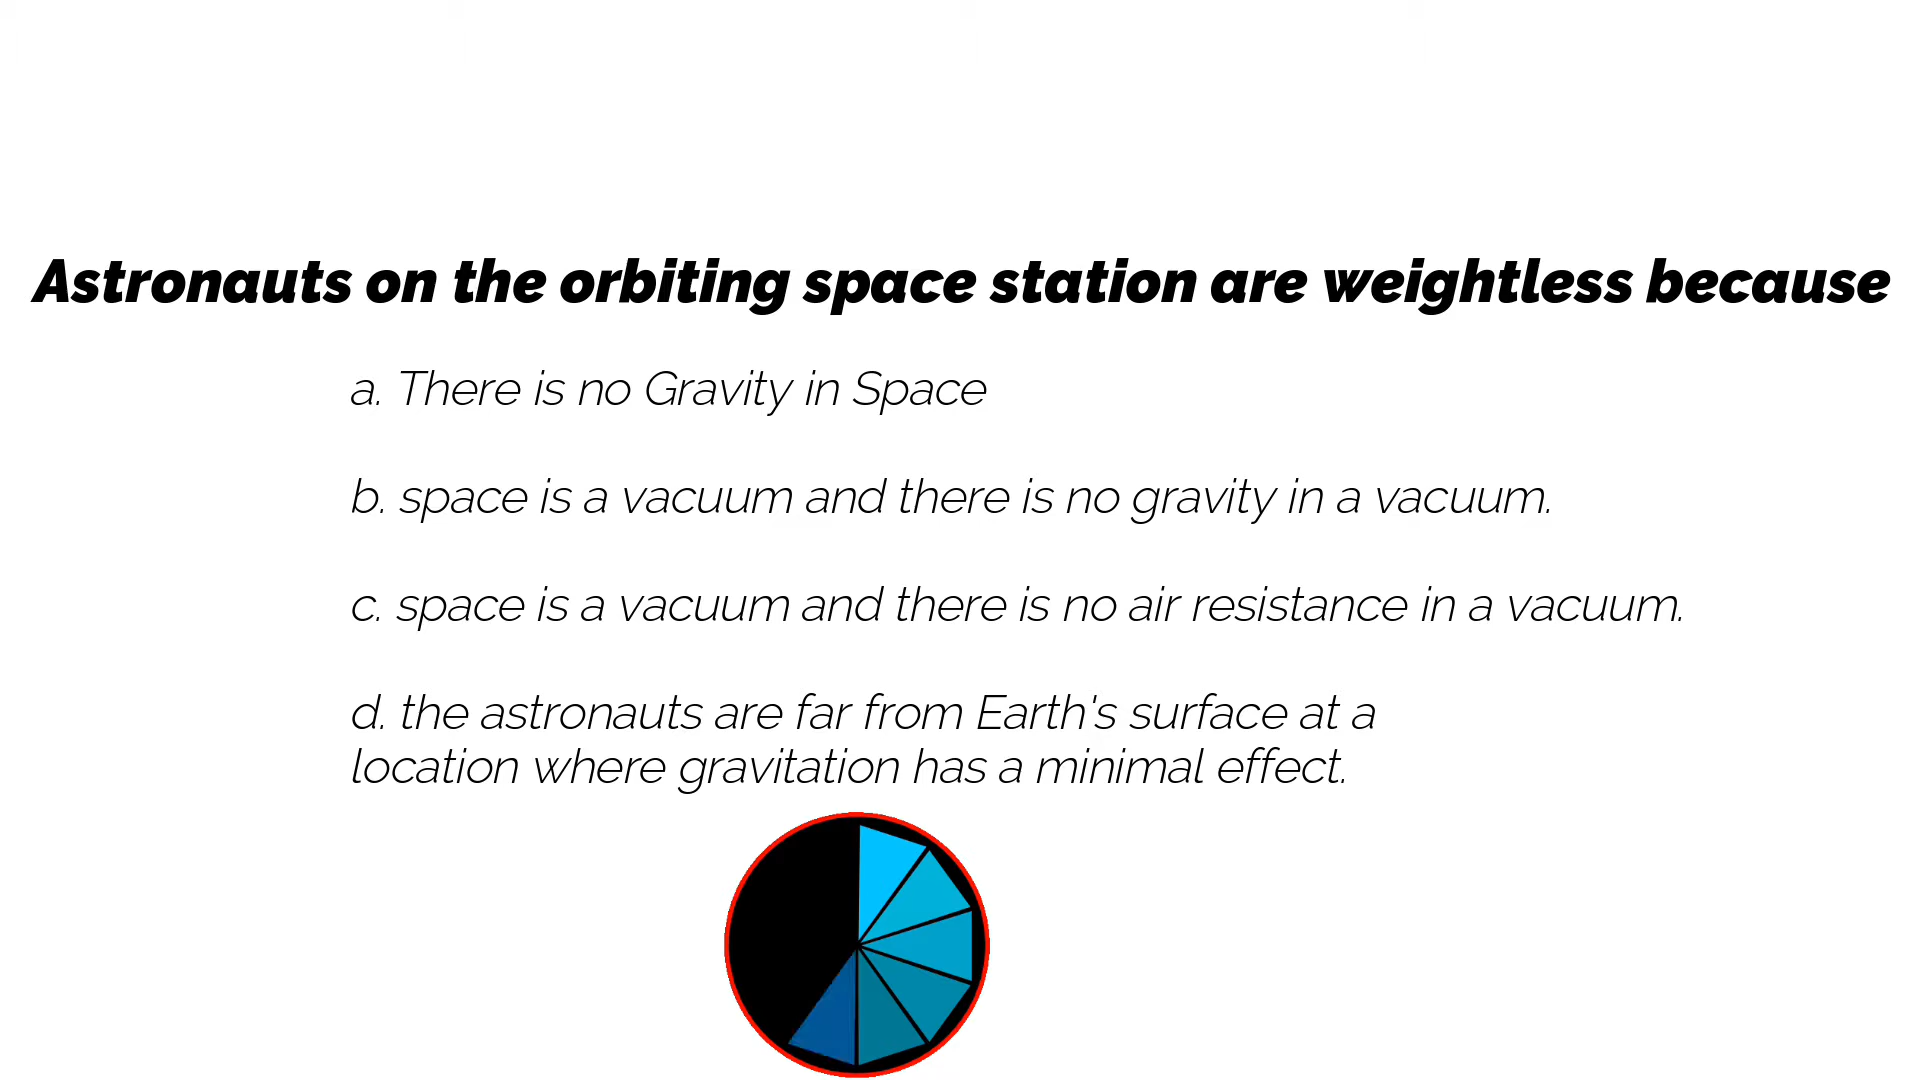 Astronauts on the orbiting space station are weightless because
a. There is no Gravity in Space
b. space is a vacuum and there is no gravity in a vacuum.
c. space is a vacuum and there is no air resistance in a vacuum.
d. the astronauts are far from Earth's surface at a
location where gravitation has a minimal effect.